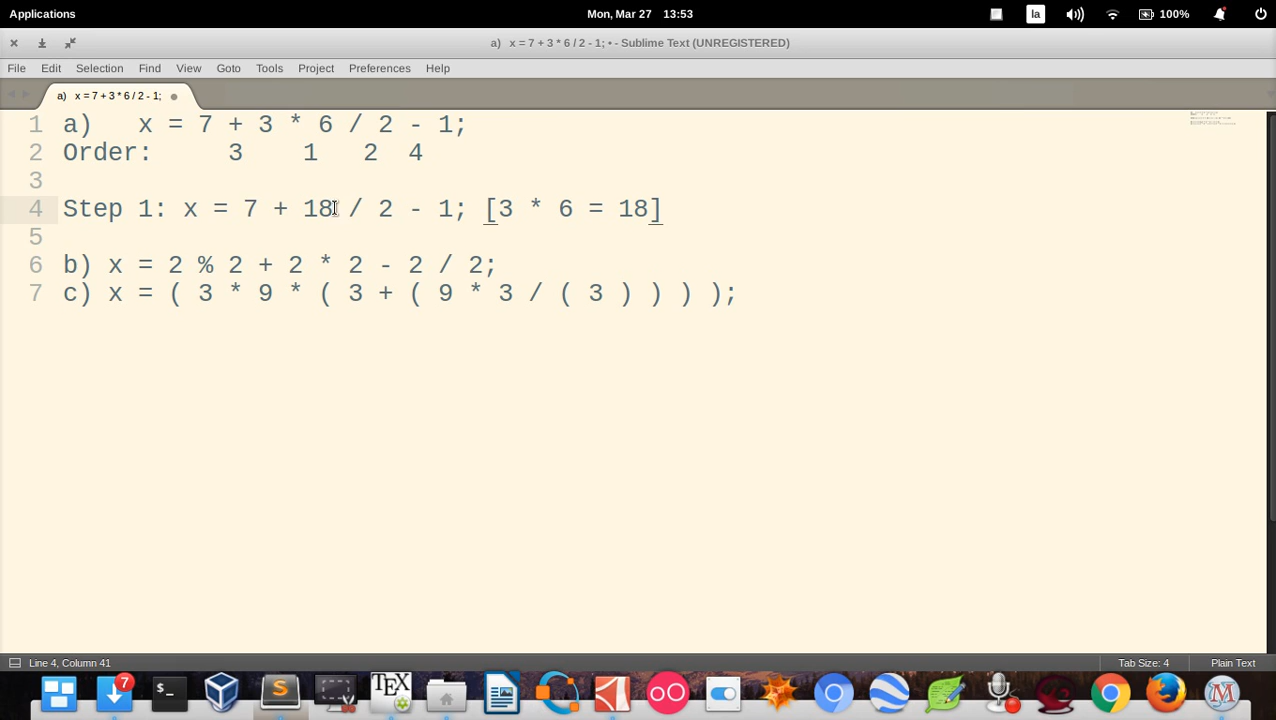 Applications
Mon, Mar 27 13:53
la
100%
a) x = 7 + 3 * 6 / 2 - 1; • - Sublime Text (UNREGISTERED)
File Edit Selection Find View Goto Tools Project Preferences Help
a) x = 7 + 3 * 6 / 2 - 1;
1 a) x = 7 + 3 * 6 / 2 - 1;
2 Order: 3 1 2 4
3
4 Step 1: x = 7 + 18 / 2 - 1; [3 * 6 = 18]
5
6 b) x = 2 % 2 + 2 * 2 - 2 / 2;
7 c) x = ( 3 * 9 * ( 3 + ( 9 * 3 / ( 3 ) ) ) );
Line 4, Column 41
Tab Size: 4
Plain Text
7
>_
S
TEX
M